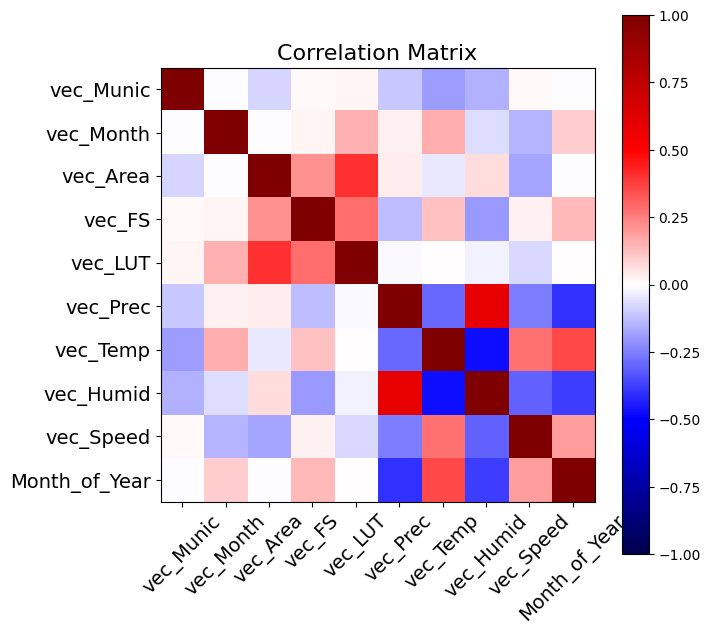 Correlation Matrix
vec_Munic
vec_Month
vec_Area
vec_FS
vec_LUT
vec_Prec
vec_Temp
vec_Humid
vec_Speed
Month_of_Year
vec_Munic
vec_Month
vec_Area
vec_FS
vec_LUT
vec_Prec
vec_Temp
vec_Humid
vec_Speed
Month_of_Year
1.00
0.75
0.50
0.25
0.00
−0.25
−0.50
−0.75
−1.00